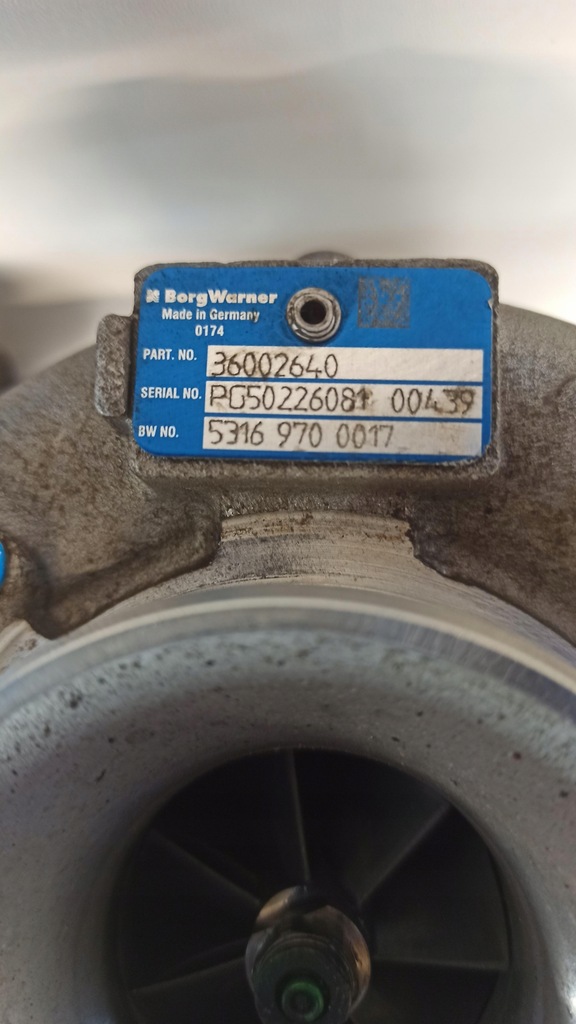 BorgWarner
Made in Germany
0174
PART. NO. 36002640
SERIAL NO. PG50226081 00439
BW NO. 5316 970 0017